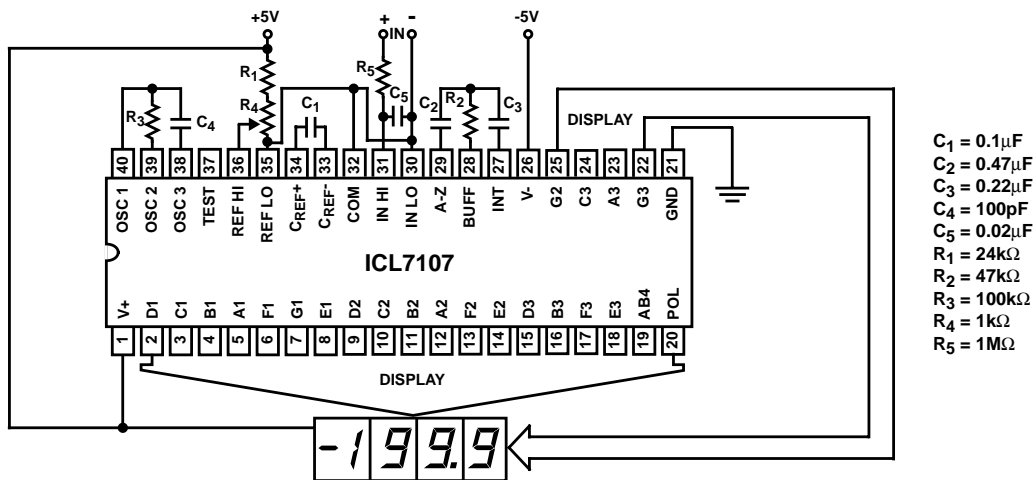 +5V
+ IN -
-5V
R1
R5
R4
C1
C5
C2
R2
C3
R3
C4
DISPLAY
40 39 38 37 36 35 34 33 32 31 30 29 28 27 26 25 24 23 22 21
OSC 1 OSC 2 OSC 3 TEST REF HI REF LO CREF+ CREF- COM IN HI IN LO A-Z BUFF INT V- G2 C3 A3 G3 GND
ICL7107
V+ D1 C1 B1 A1 F1 G1 E1 D2 C2 B2 A2 F2 E2 D3 B3 F3 E3 AB4 POL
1 2 3 4 5 6 7 8 9 10 11 12 13 14 15 16 17 18 19 20
DISPLAY
-199.9
C1 = 0.1μF
C2 = 0.47μF
C3 = 0.22μF
C4 = 100pF
C5 = 0.02μF
R1 = 24kΩ
R2 = 47kΩ
R3 = 100kΩ
R4 = 1kΩ
R5 = 1MΩ